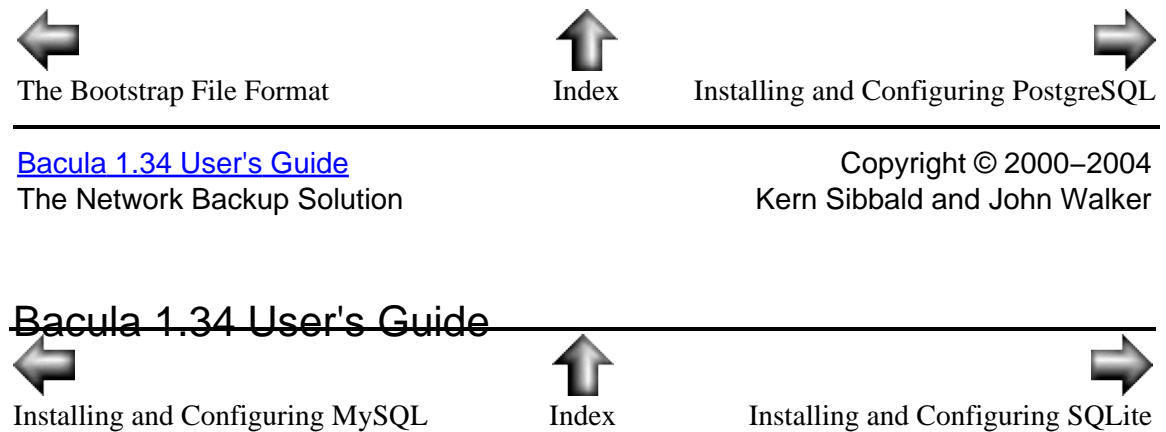 The Bootstrap File Format Index Installing and Configuring PostgreSQL
Bacula 1.34 User's Guide Copyright © 2000−2004
The Network Backup Solution Kern Sibbald and John Walker
Bacula 1.34 User's Guide
Installing and Configuring MySQL Index Installing and Configuring SQLite